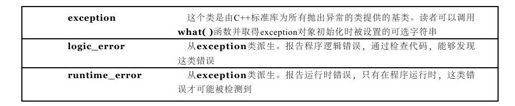 exception 这个类是由C++标准库为所有抛出异常的类提供的基类。读者可以调用
what( )函数并取得exception对象初始化时被设置的可选字符串
logic_error 从exception类派生。报告程序逻辑错误，通过检查代码，能够发现
这类错误
runtime_error 从exception类派生。报告运行时错误，只有在程序运行时，这类错
误才可能被检测到